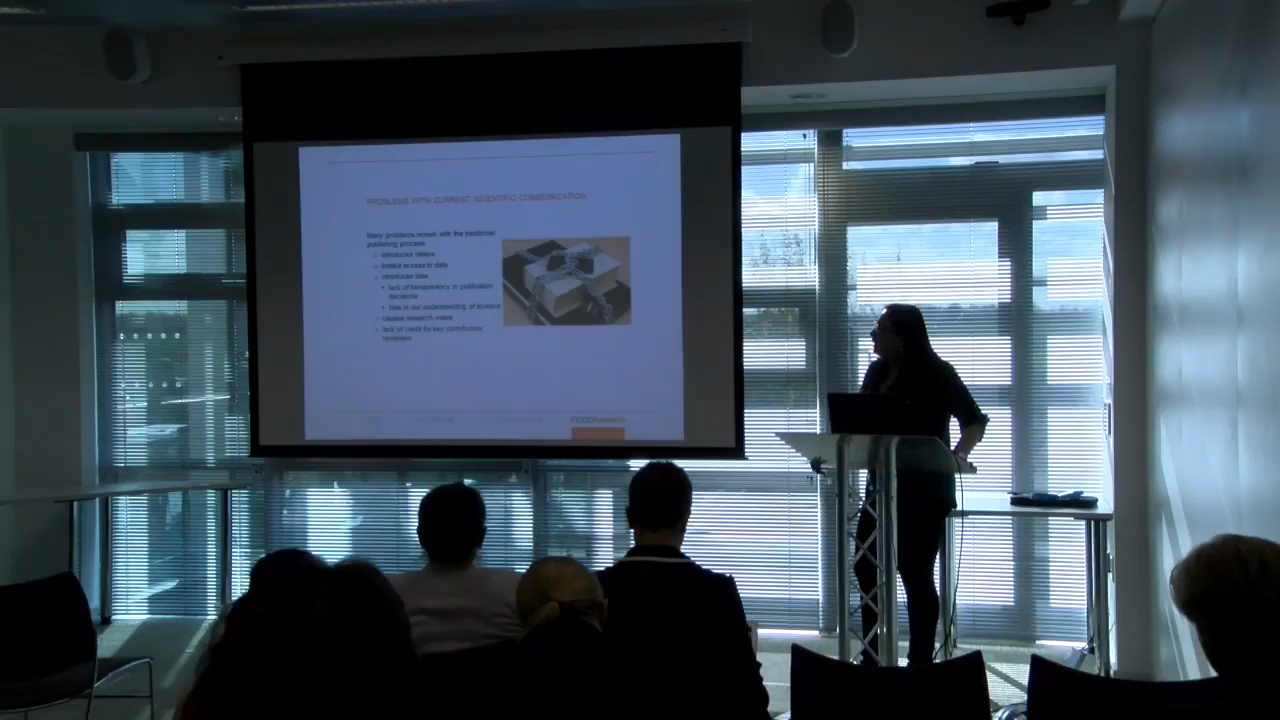 PROBLEMS WITH CURRENT SCIENTIFIC COMMUNICATION
Many problems remain with the traditional
publishing process:
introduces delays
limited access to data
introduces bias
lack of transparency in publication
decisions
bias in our understanding of science
causes research waste
lack of credit for key contributors:
reviewers
F1000Research